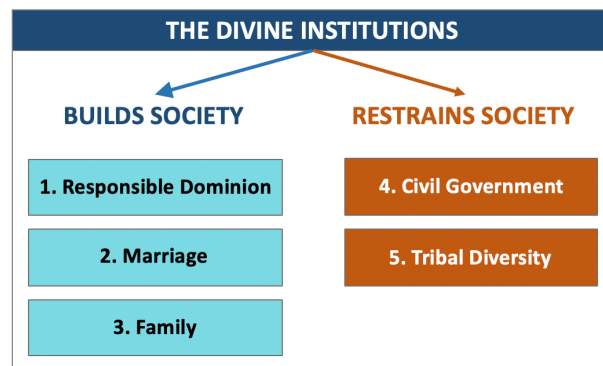 THE DIVINE INSTITUTIONS
BUILDS SOCIETY
1. Responsible Dominion
2. Marriage
3. Family
RESTRAINS SOCIETY
4. Civil Government
5. Tribal Diversity